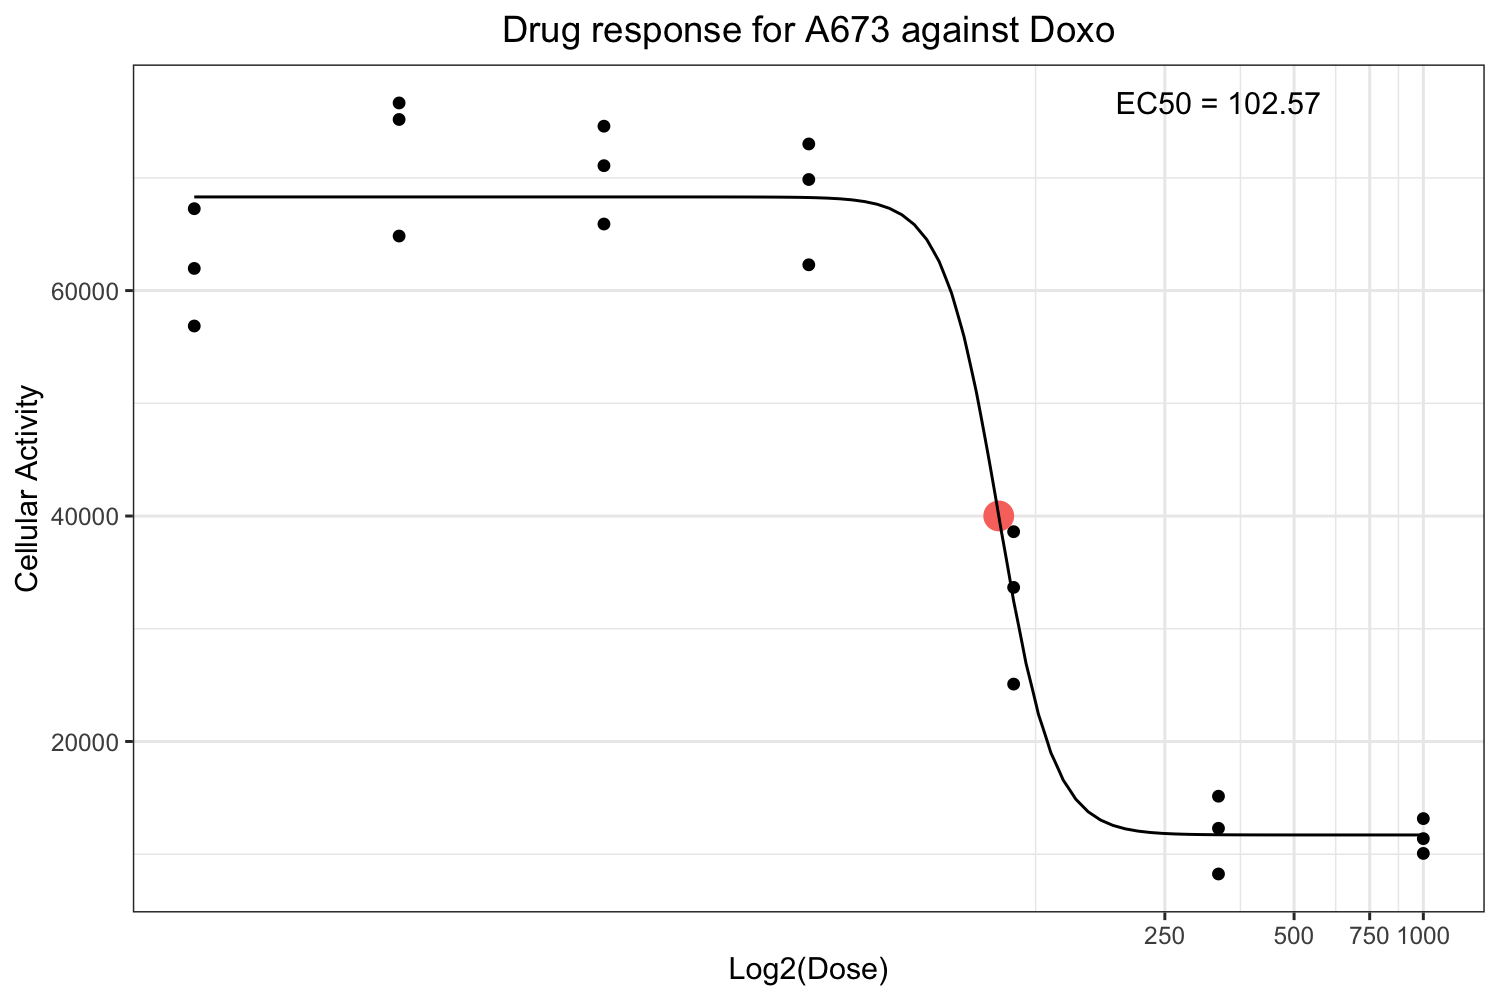 Drug response for A673 against Doxo
EC50 = 102.57
60000
40000
20000
Cellular Activity
250 500 750 1000
Log2(Dose)